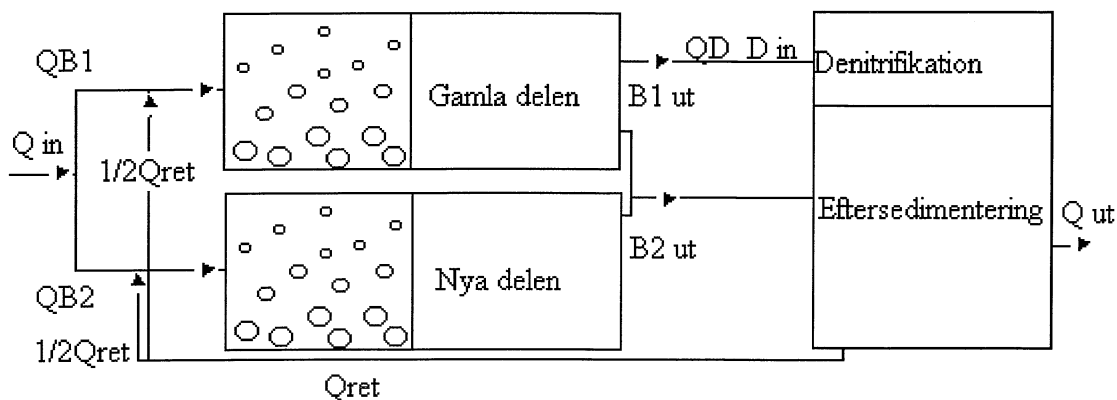 QB1
QD D in
Denitrifikation
Gamla delen
B1 ut
Q in
1/2Qret
Eftersedimentering
Q ut
B2 ut
QB2
Nya delen
1/2Qret
Qret